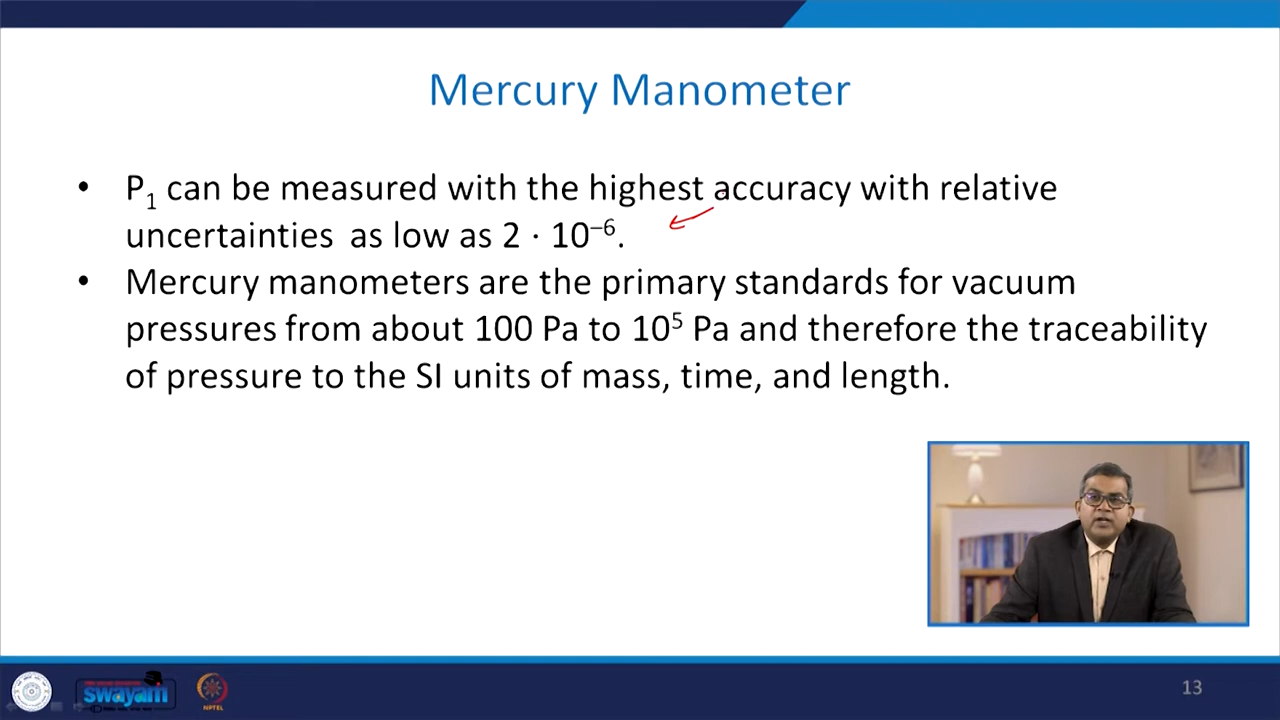 Mercury Manometer
• P₁ can be measured with the highest accuracy with relative
uncertainties as low as 2 · 10⁻⁶.
• Mercury manometers are the primary standards for vacuum
pressures from about 100 Pa to 10⁵ Pa and therefore the traceability
of pressure to the SI units of mass, time, and length.
swayam
NPTEL
13